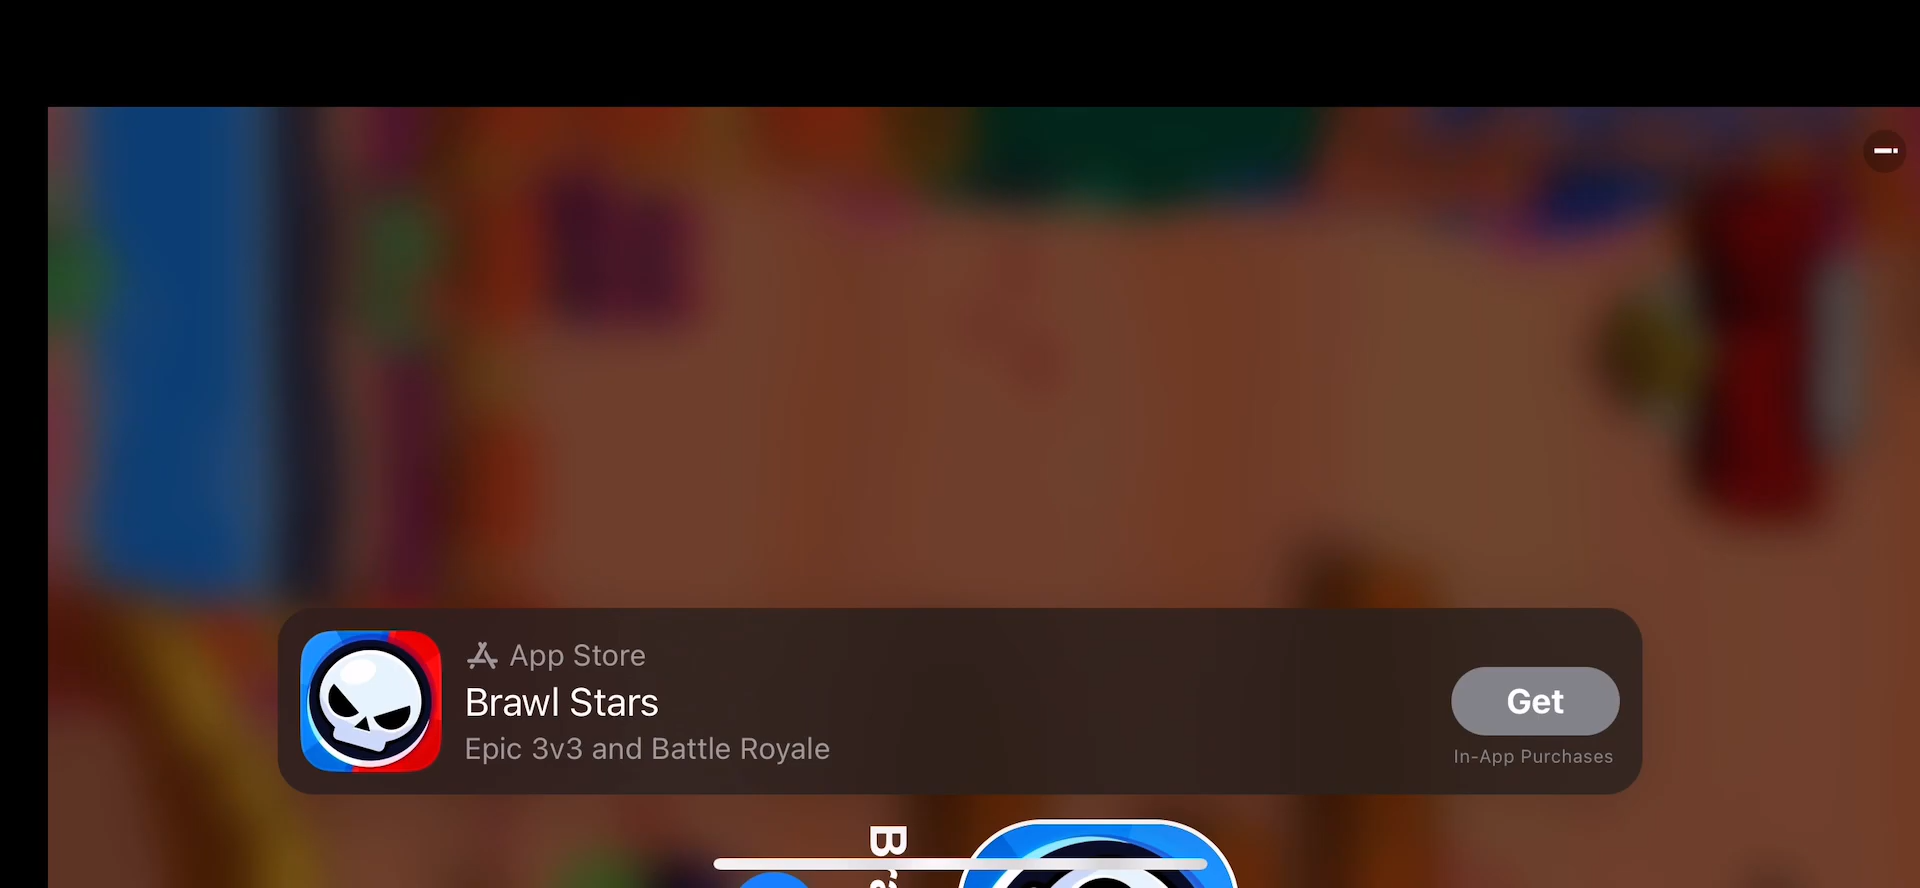 App Store
Brawl Stars
Epic 3v3 and Battle Royale
Get
In-App Purchases